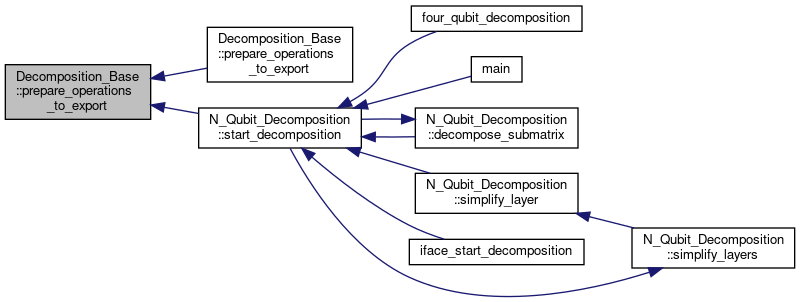 Decomposition_Base
::prepare_operations
_to_export
Decomposition_Base
::prepare_operations
_to_export
N_Qubit_Decomposition
::start_decomposition
four_qubit_decomposition
main
N_Qubit_Decomposition
::decompose_submatrix
N_Qubit_Decomposition
::simplify_layer
iface_start_decomposition
N_Qubit_Decomposition
::simplify_layers